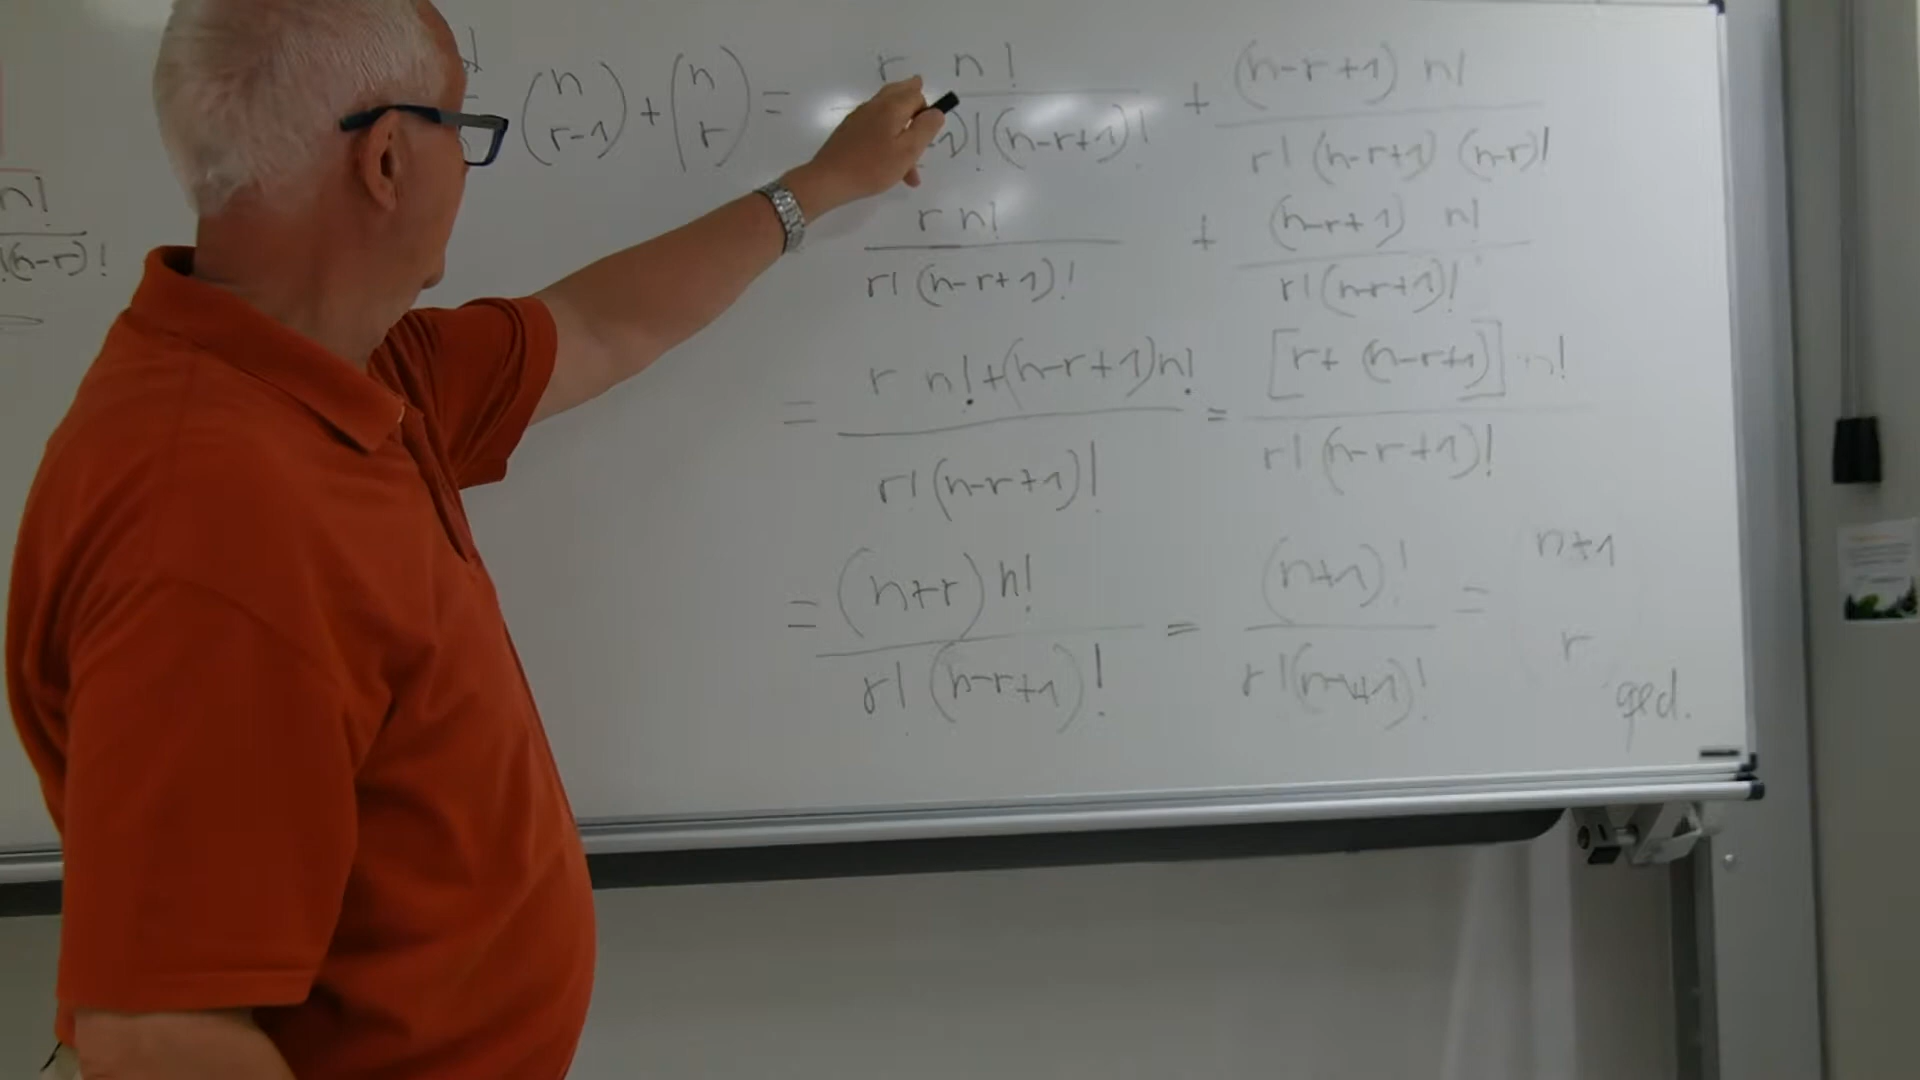 n!
(n-r)!
(n r-1) + (n r) = r n! / -1)!(n-r+1)! + (n-r+1) n! / r! (n-r+1) (n-r)!
r n! / r! (n-r+1)! + (n-r+1) n! / r!(n-r+1)!
= r n!+(n-r+1)n! / r!(n-r+1)! = [r+ (n-r+1)] n! / r! (n-r+1)!
= (n+r) n! / r! (n-r+1)! = (n+1)! / r!(n-r+1)! = n+1 r
qed.